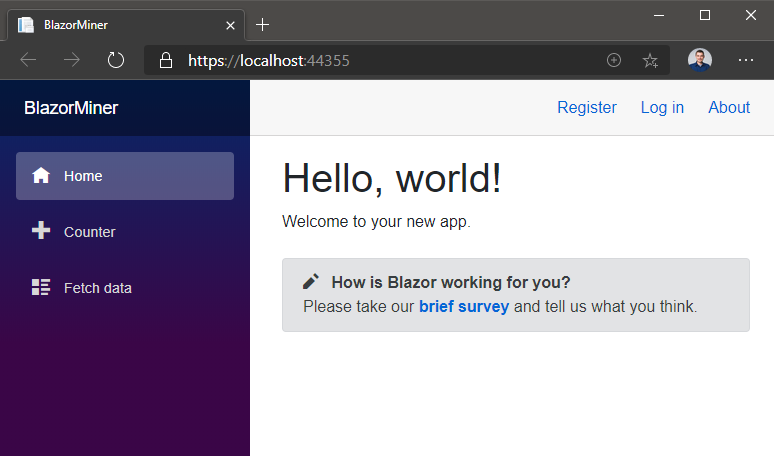 BlazorMiner
https://localhost:44355
BlazorMiner
Register Log in About
Home
Counter
Fetch data
Hello, world!
Welcome to your new app.
How is Blazor working for you?
Please take our brief survey and tell us what you think.